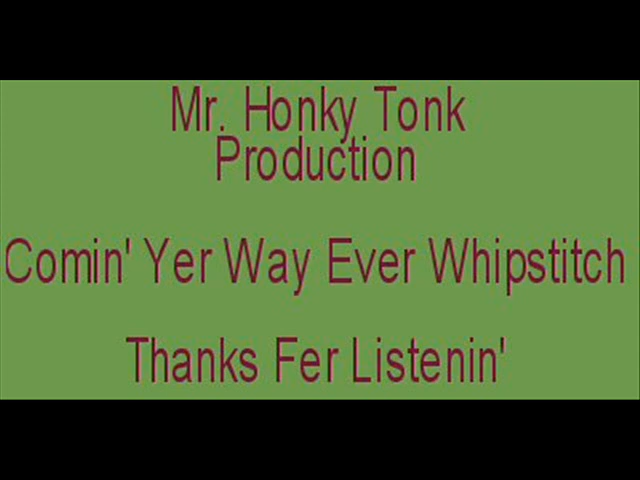 Mr. Honky Tonk
Production
Comin' Yer Way Ever Whipstitch
Thanks Fer Listenin'